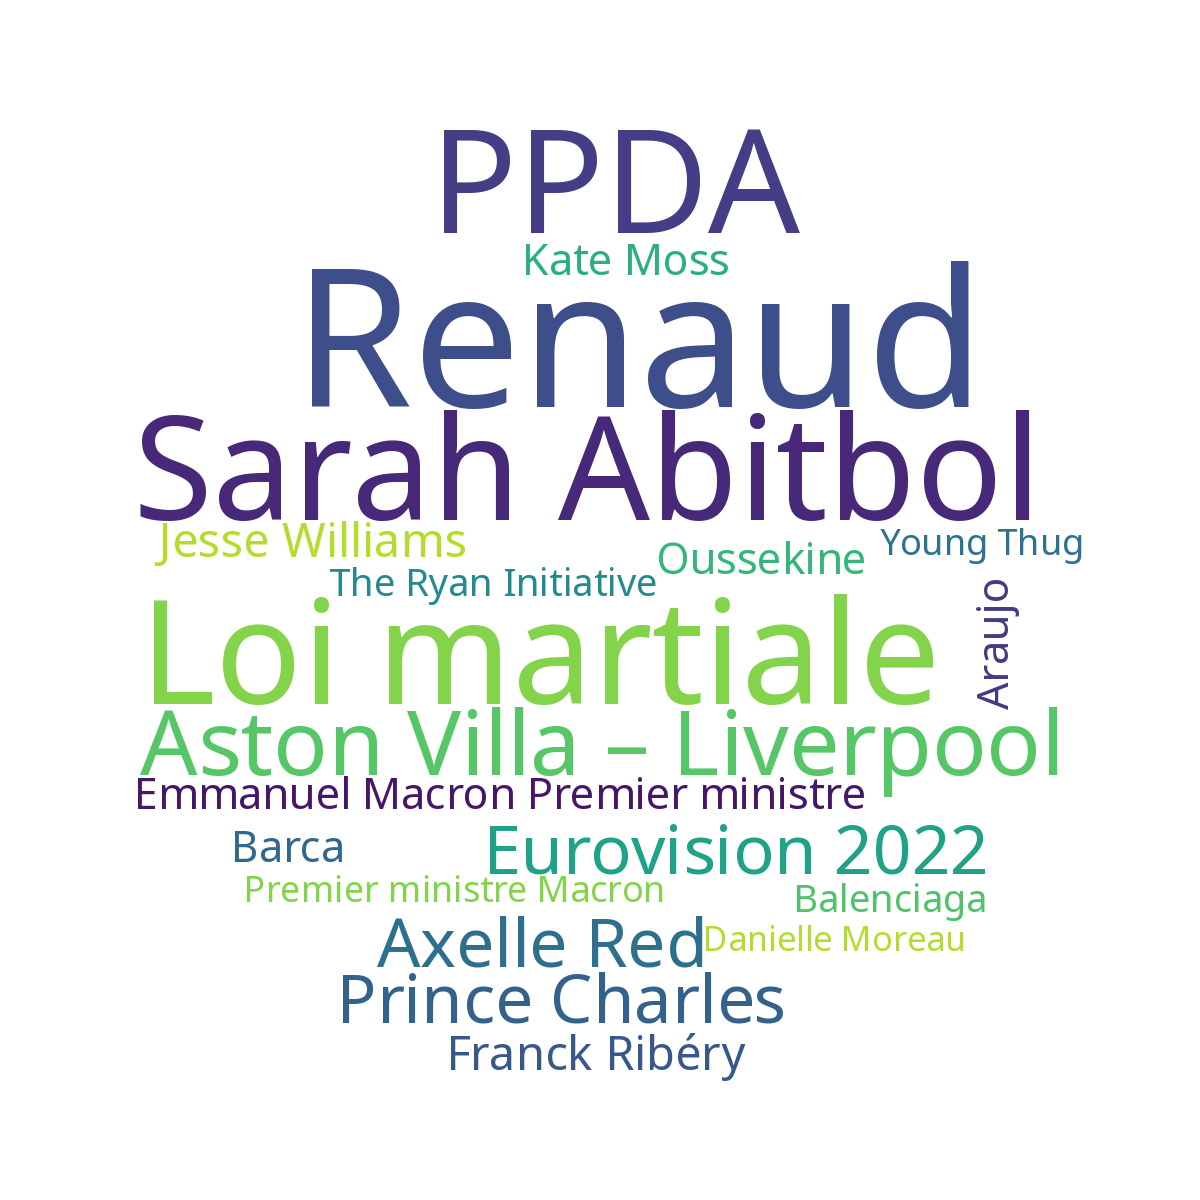 PPDA
Kate Moss
Renaud
Sarah Abitbol
Jesse Williams
Oussekine
Young Thug
The Ryan Initiative
Araujo
Loi martiale
Aston Villa – Liverpool
Emmanuel Macron Premier ministre
Barca
Eurovision 2022
Premier ministre Macron
Balenciaga
Axelle Red
Danielle Moreau
Prince Charles
Franck Ribéry